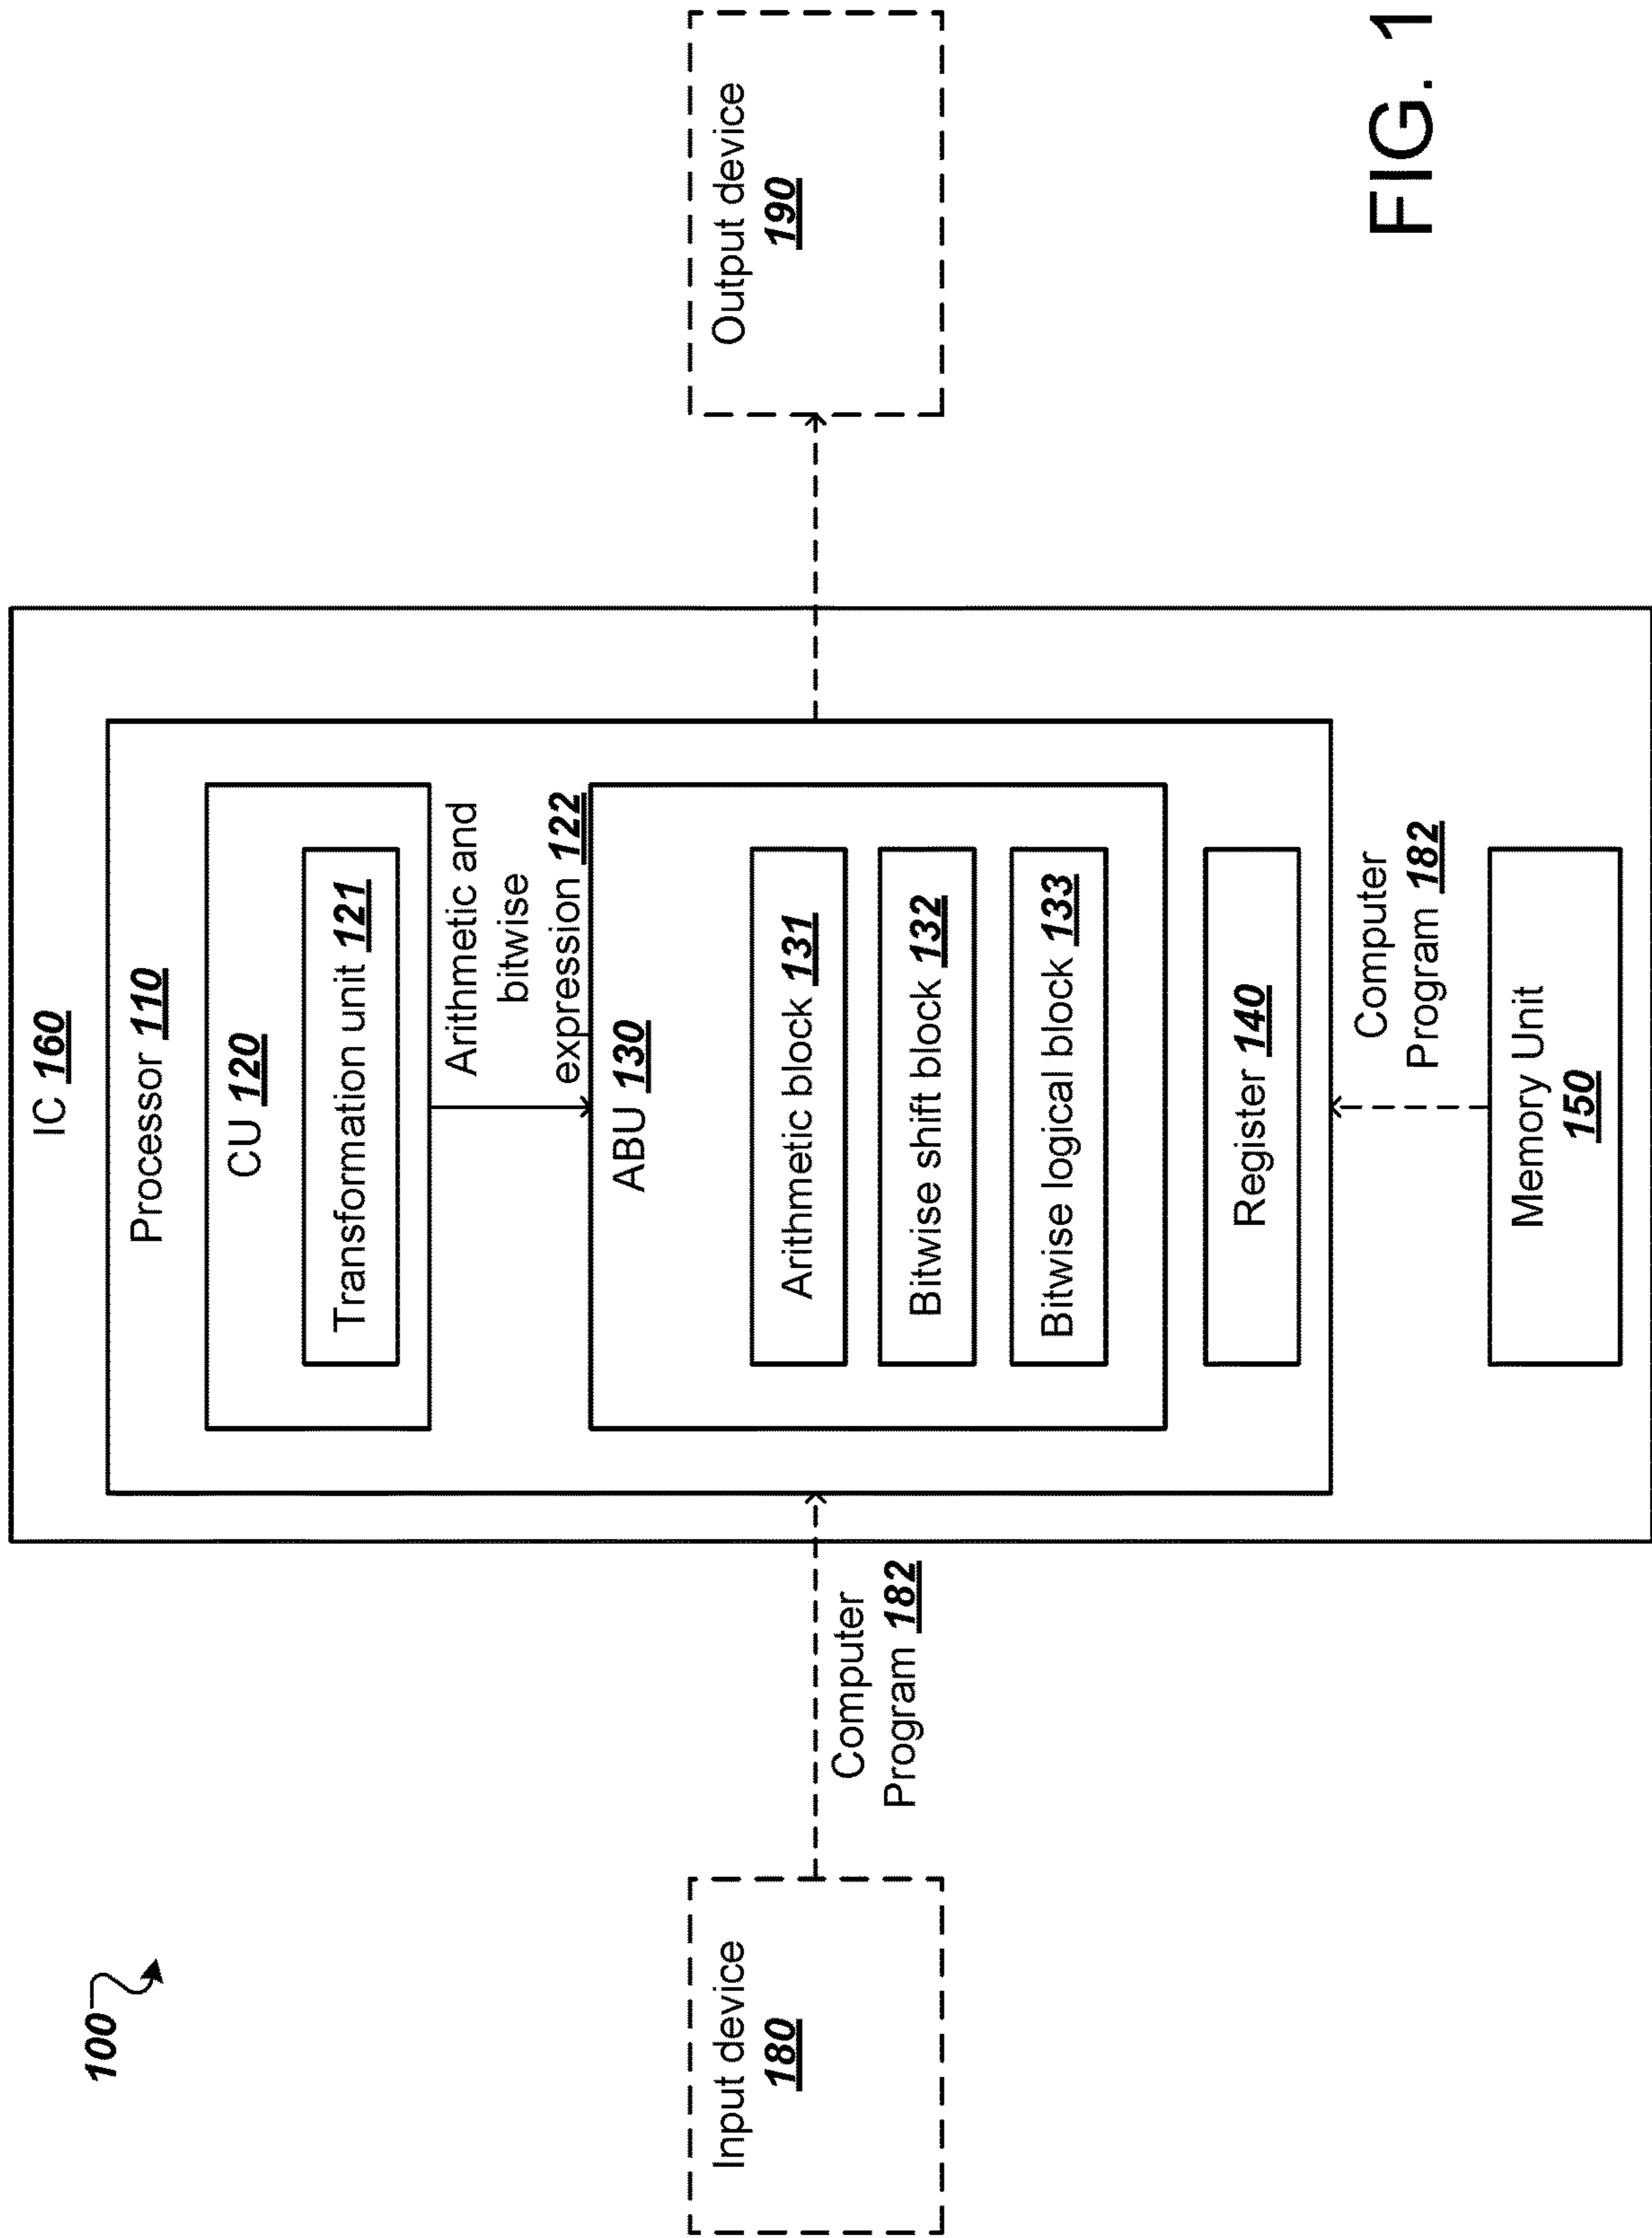 100
IC 160
Processor 110
CU 120
Transformation unit 121
Arithmetic and
bitwise
expression 122
ABU 130
Arithmetic block 131
Bitwise shift block 132
Bitwise logical block 133
Register 140
Computer
Program 182
Memory Unit
150
Input device
180
Computer
Program 182
Output device
190
FIG. 1